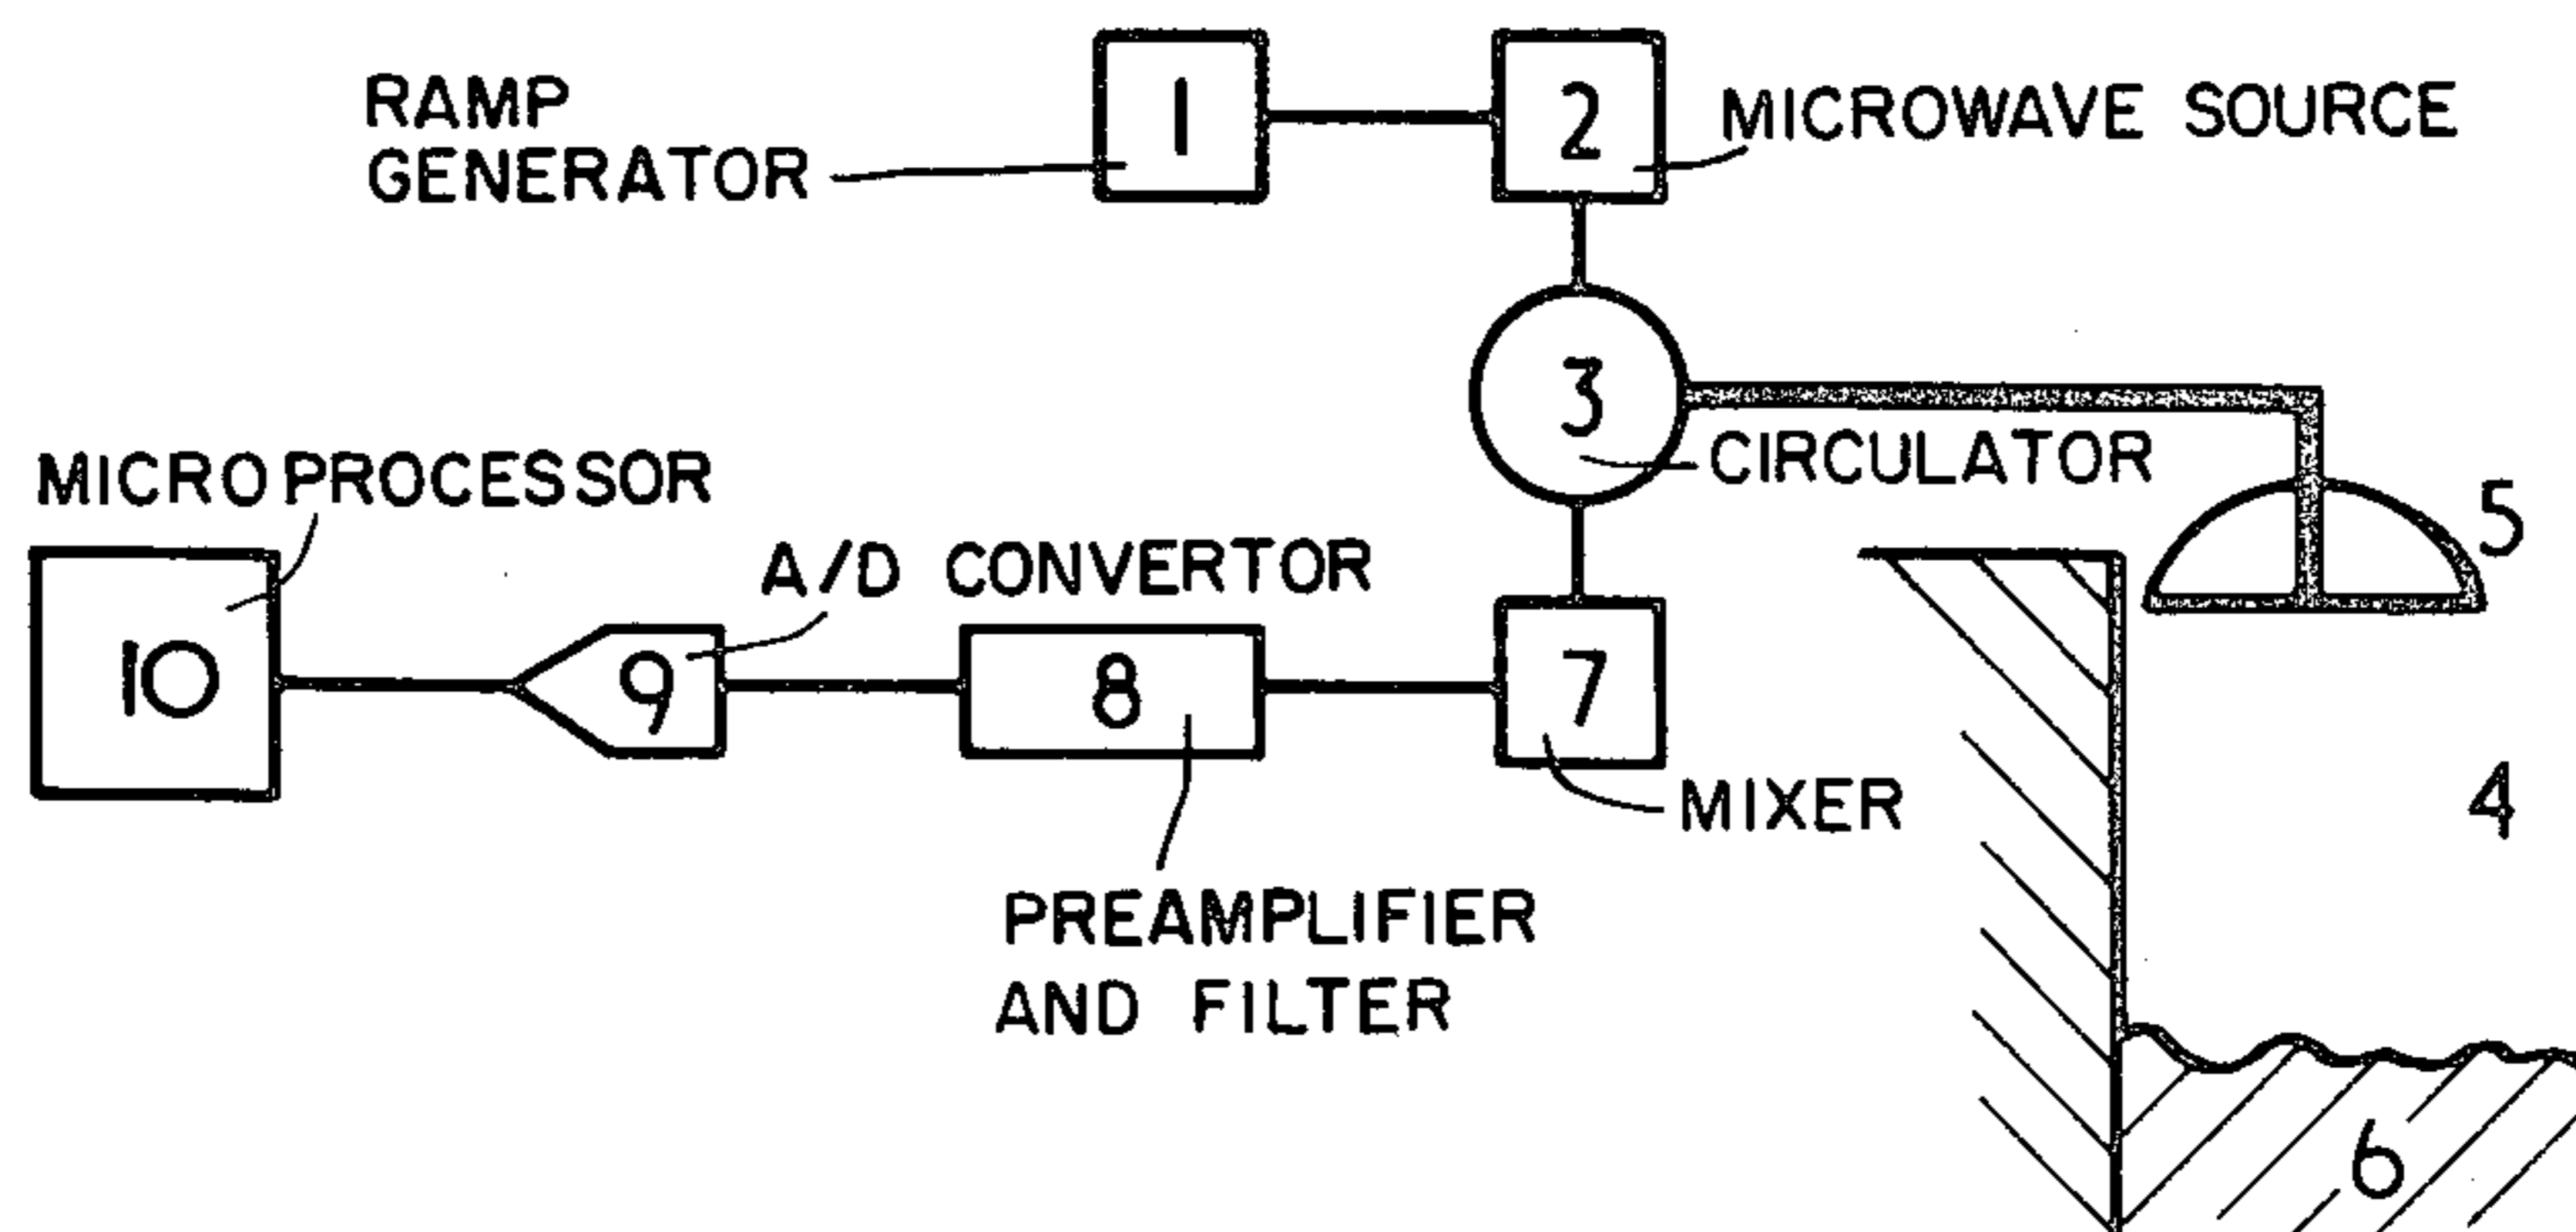 1
2
RAMP
GENERATOR
MICROWAVE SOURCE
3
CIRCULATOR
MICROPROCESSOR
5
A/D CONVERTOR
10
9
8
7
4
MIXER
PREAMPLIFIER
AND FILTER
6